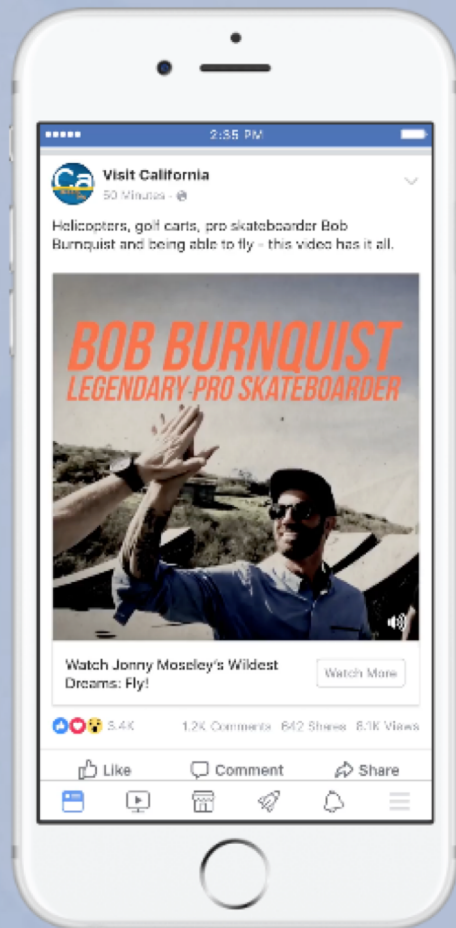 2:35 PM
Ca
Visit California
50 Minutes ·
Helicopters, golf carts, pro skateboarder Bob
Burnquist and being able to fly - this video has it all.
BOB BURNQUIST
LEGENDARY PRO SKATEBOARDER
Watch Jonny Moseley's Wildest
Dreams: Fly!
Watch More
3.4K 1.2K Comments 642 Shares 8.1K Views
Like Comment Share